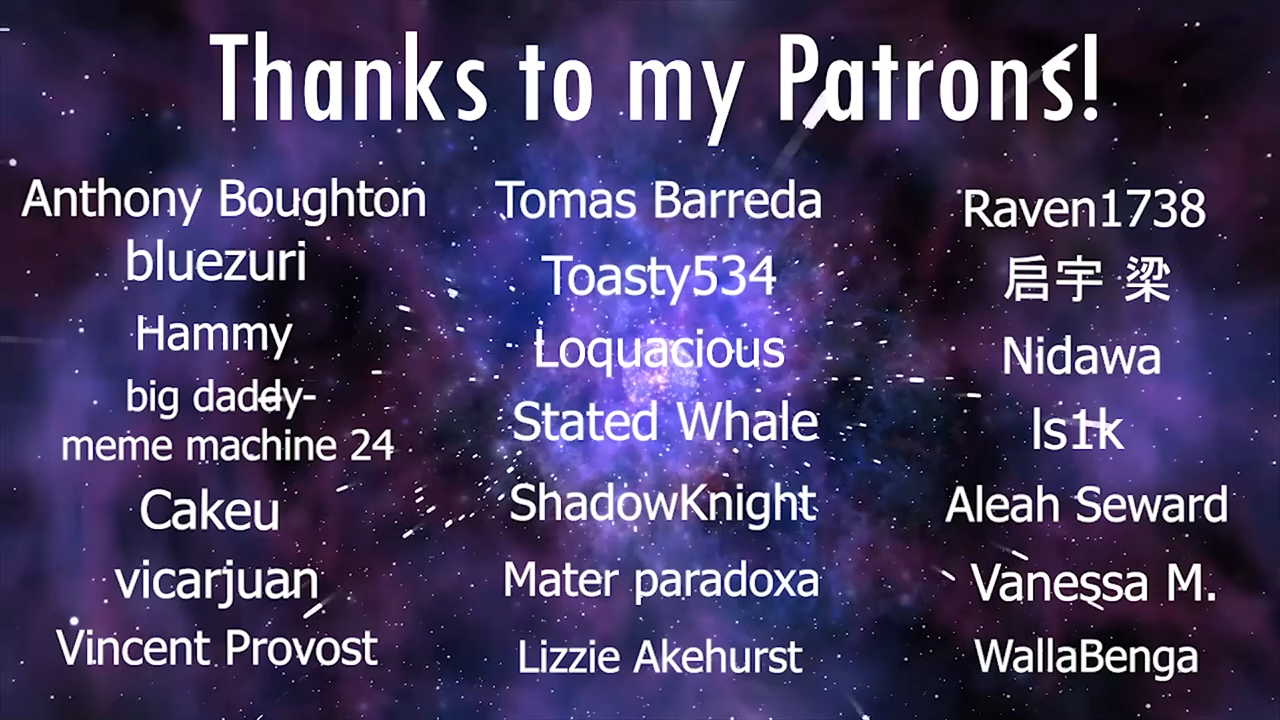 Thanks to my Patrons!
Anthony Boughton
bluezuri
Hammy
big daddy-
meme machine 24
Cakeu
vicarjuan
Vincent Provost
Tomas Barreda
Toasty534
Loquacious
Stated Whale
ShadowKnight
Mater paradoxa
Lizzie Akehurst
Raven1738
启宇 梁
Nidawa
ls1k
Aleah Seward
Vanessa M.
WallaBenga